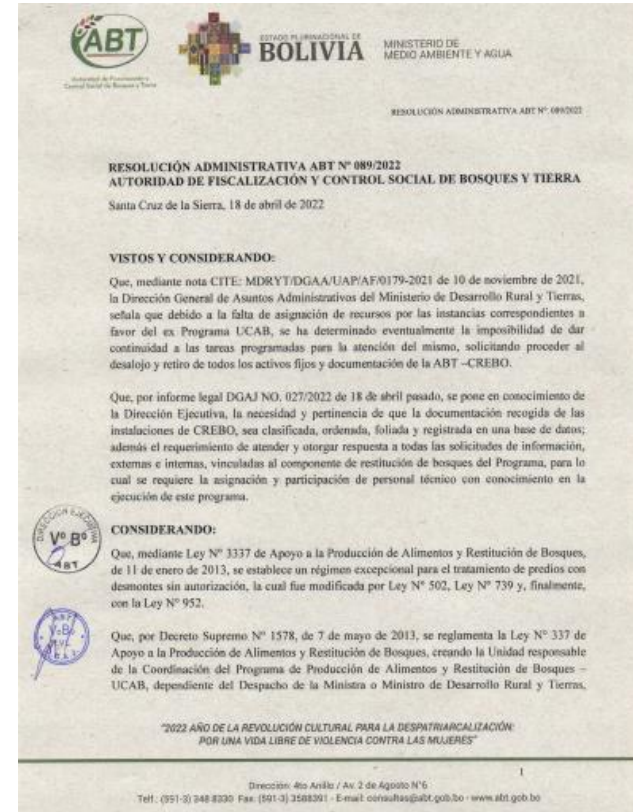 ABT
Autoridad de Fiscalización y
Control Social de Bosques y Tierra
ESTADO PLURINACIONAL DE
BOLIVIA
MINISTERIO DE
MEDIO AMBIENTE Y AGUA
RESOLUCIÓN ADMINISTRATIVA ABT Nº 089/2022
RESOLUCIÓN ADMINISTRATIVA ABT Nº 089/2022
AUTORIDAD DE FISCALIZACIÓN Y CONTROL SOCIAL DE BOSQUES Y TIERRA
Santa Cruz de la Sierra, 18 de abril de 2022
VISTOS Y CONSIDERANDO:
Que, mediante nota CITE: MDRYT/DGAA/UAP/AF/0179-2021 de 10 de noviembre de 2021,
la Dirección General de Asuntos Administrativos del Ministerio de Desarrollo Rural y Tierras,
señala que debido a la falta de asignación de recursos por las instancias correspondientes a
favor del ex Programa UCAB, se ha determinado eventualmente la imposibilidad de dar
continuidad a las tareas programadas para la atención del mismo, solicitando proceder al
desalojo y retiro de todos los activos fijos y documentación de la ABT –CREBO.
Que, por informe legal DGAJ NO. 027/2022 de 18 de abril pasado, se pone en conocimiento de
la Dirección Ejecutiva, la necesidad y pertinencia de que la documentación recogida de las
instalaciones de CREBO, sea clasificada, ordenada, foliada y registrada en una base de datos;
además el requerimiento de atender y otorgar respuesta a todas las solicitudes de información,
externas e internas, vinculadas al componente de restitución de bosques del Programa, para lo
cual se requiere la asignación y participación de personal técnico con conocimiento en la
ejecución de este programa.
DIRECCIÓN EJECUTIVA
Vº Bº
ABT
CONSIDERANDO:
Que, mediante Ley Nº 3337 de Apoyo a la Producción de Alimentos y Restitución de Bosques,
de 11 de enero de 2013, se establece un régimen excepcional para el tratamiento de predios con
desmontes sin autorización, la cual fue modificada por Ley Nº 502, Ley Nº 739 y, finalmente,
con la Ley Nº 952.
ABT
Que, por Decreto Supremo Nº 1578, de 7 de mayo de 2013, se reglamenta la Ley Nº 337 de
Apoyo a la Producción de Alimentos y Restitución de Bosques, creando la Unidad responsable
de la Coordinación del Programa de Producción de Alimentos y Restitución de Bosques –
UCAB, dependiente del Despacho de la Ministra o Ministro de Desarrollo Rural y Tierras,
"2022 AÑO DE LA REVOLUCIÓN CULTURAL PARA LA DESPATRIARCALIZACIÓN:
POR UNA VIDA LIBRE DE VIOLENCIA CONTRA LAS MUJERES"
1
Dirección: 4to Anillo / Av. 2 de Agosto N°6
Telf.: (591-3) 348 8330 Fax: (591-3) 3588391 - E-mail: consultas@abt.gob.bo - www.abt.gob.bo